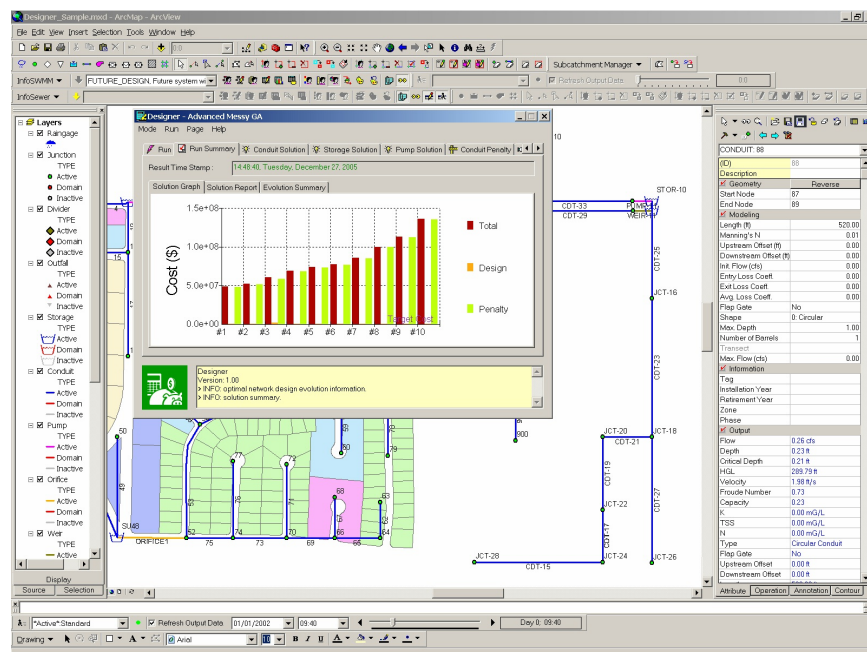 Designer_Sample.mxd - ArcMap - ArcView
File Edit View Insert Selection Tools Window Help
Subcatchment Manager
InfoSWMM
FUTURE_DESIGN, Future system wi
Refresh Output Data
InfoSewer
Layers
Raingage
Junction
TYPE
Active
Domain
Inactive
Divider
TYPE
Active
Domain
Inactive
Outfall
TYPE
Active
Domain
Inactive
Storage
TYPE
Active
Domain
Inactive
Conduit
TYPE
Active
Domain
Inactive
Pump
TYPE
Active
Domain
Inactive
Orifice
TYPE
Active
Domain
Inactive
Weir
TYPE
Active
Display
Source Selection
Designer - Advanced Messy GA
Mode Run Page Help
Run Run Summary Conduit Solution Storage Solution Pump Solution Conduit Penalty
Result Time Stamp : 14:48:40, Tuesday, December 27, 2005
Solution Graph Solution Report Evolution Summary
Cost ($)
1.5e+08
1.0e+08
5.0e+07
0.0e+00
#1 #2 #3 #4 #5 #6 #7 #8 #9 #10
Target Cost
Total
Design
Penalty
Designer
Version: 1.00
> INFO: optimal network design evolution information.
> INFO: solution summary.
10
STOR-10
CDT-33
CDT-29
CDT-25
JCT-16
CDT-23
JCT-20
JCT-18
CDT-21
CDT-19
CDT-27
JCT-22
CDT-17
JCT-28
JCT-24
JCT-26
CDT-15
900
4
15
50
49
SU48
ORIFICE1
52
53
75
77
76
74
73
72
71
70
69
68
67
66
65
64
63
62
59
60
79
CONDUIT: 88
(ID) 88
Description
Geometry Reverse
Start Node 87
End Node 89
Modeling
Length (ft) 520.00
Manning's N 0.01
Upstream Offset (ft) 0.00
Downstream Offset (ft) 0.00
Init. Flow (cfs) 0.00
Entry Loss Coeff. 0.00
Exit Loss Coeff. 0.00
Avg. Loss Coeff. 0.00
Flap Gate No
Shape 0: Circular
Max. Depth 1.00
Number of Barrels 1
Transect
Max. Flow (cfs) 0.00
Information
Tag
Installation Year
Retirement Year
Zone
Phase
Output
Flow 0.26 cfs
Depth 0.23 ft
Critical Depth 0.21 ft
HGL 289.79 ft
Velocity 1.98 ft/s
Froude Number 0.73
Capacity 0.23
K 0.00 mG/L
TSS 0.00 mG/L
N 0.00 mG/L
Type Circular Conduit
Flap Gate No
Upstream Offset 0.00 ft
Downstream Offset 0.00 ft
Attribute Operation Annotation Contour
*Active*:Standard
Refresh Output Data 01/01/2002 09:40 Day 0: 09:40
Drawing Arial 10 B I U A